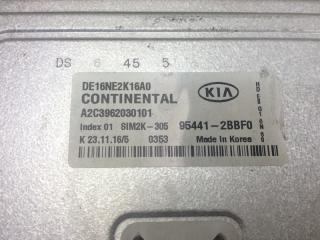 DS 6 45 5
DE16NE2K16A0
CONTINENTAL
KIA
A2C3962030101
Index 01 SIM2K-305 95441-2BBF0
K 23.11.16/5 0353 Made in Korea